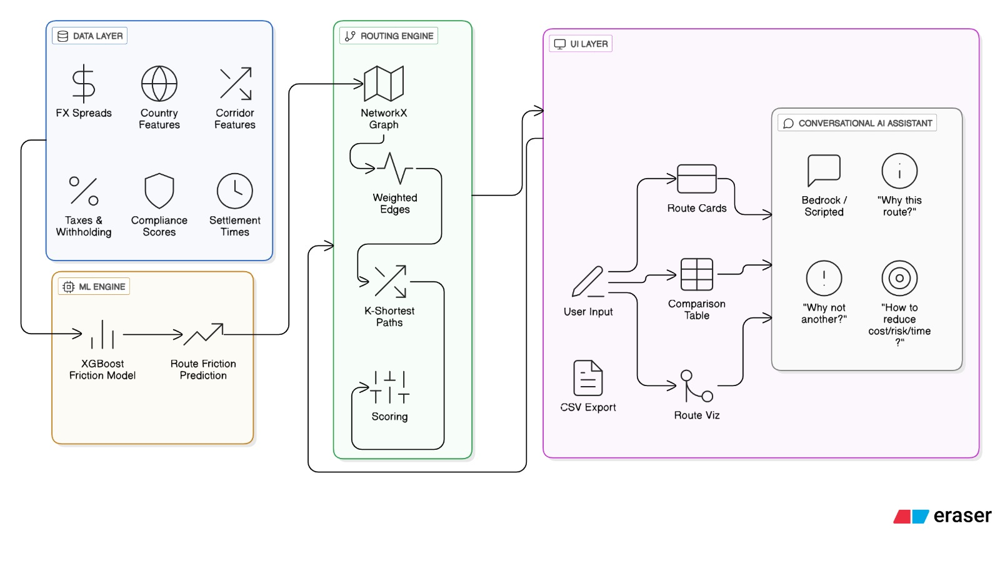 DATA LAYER
FX Spreads
Country
Features
Corridor
Features
Taxes &
Withholding
Compliance
Scores
Settlement
Times
ML ENGINE
XGBoost
Friction Model
Route Friction
Prediction
ROUTING ENGINE
NetworkX
Graph
Weighted
Edges
K-Shortest
Paths
Scoring
UI LAYER
User Input
CSV Export
Route Cards
Comparison
Table
Route Viz
CONVERSATIONAL AI ASSISTANT
Bedrock /
Scripted
"Why this
route?"
"Why not
another?"
"How to
reduce
cost/risk/time
?"
eraser